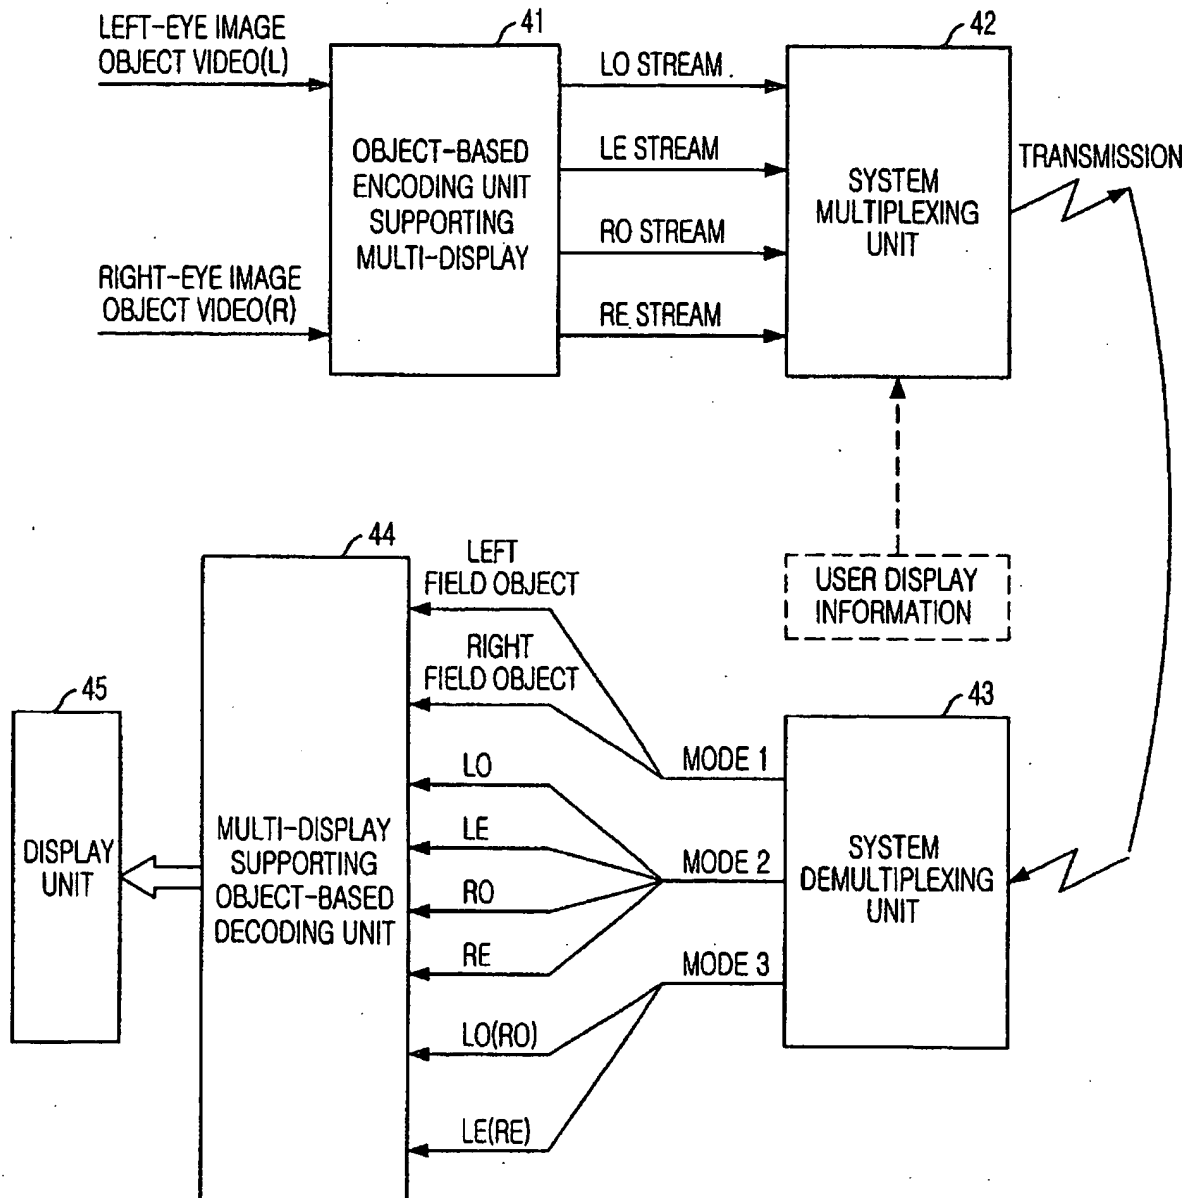 LEFT-EYE IMAGE
OBJECT VIDEO(L)
41
LO STREAM
42
OBJECT-BASED
ENCODING UNIT
SUPPORTING
MULTI-DISPLAY
LE STREAM
SYSTEM
MULTIPLEXING
UNIT
TRANSMISSION
RIGHT-EYE IMAGE
OBJECT VIDEO(R)
RO STREAM
RE STREAM
USER DISPLAY
INFORMATION
44
LEFT
FIELD OBJECT
RIGHT
FIELD OBJECT
45
43
MODE 1
LO
LE
RO
RE
MODE 2
MODE 3
DISPLAY
UNIT
MULTI-DISPLAY
SUPPORTING
OBJECT-BASED
DECODING UNIT
SYSTEM
DEMULTIPLEXING
UNIT
LO(RO)
LE(RE)